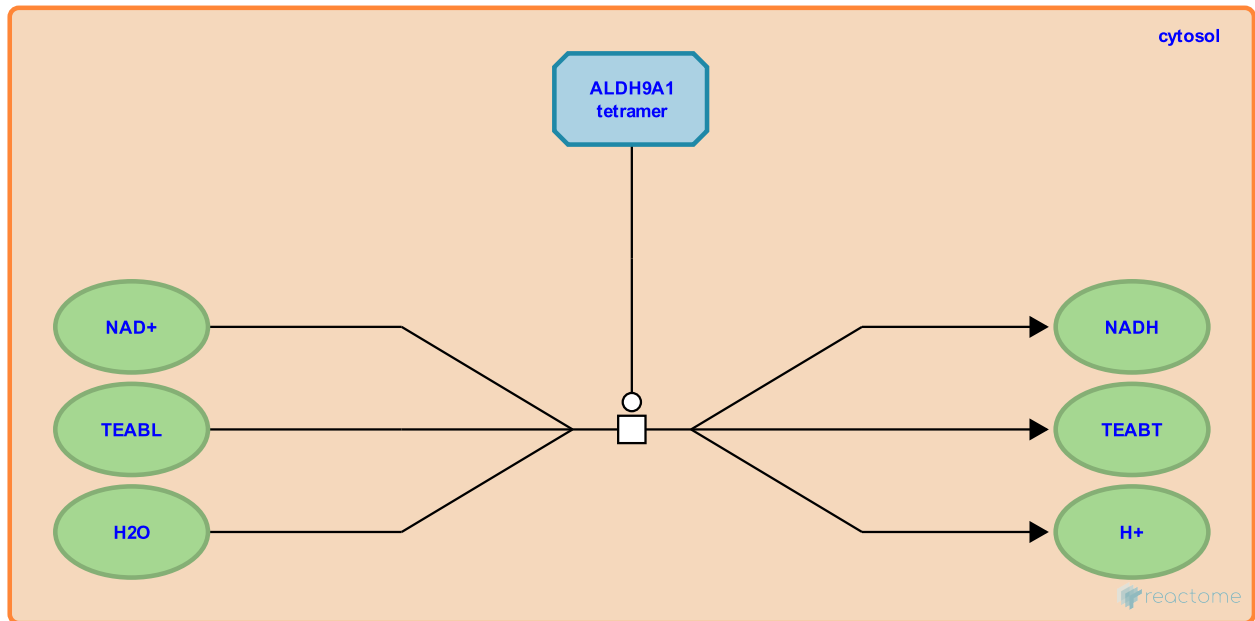 cytosol
ALDH9A1
tetramer
NAD+
NADH
TEABL
TEABT
H2O
H+
reactome